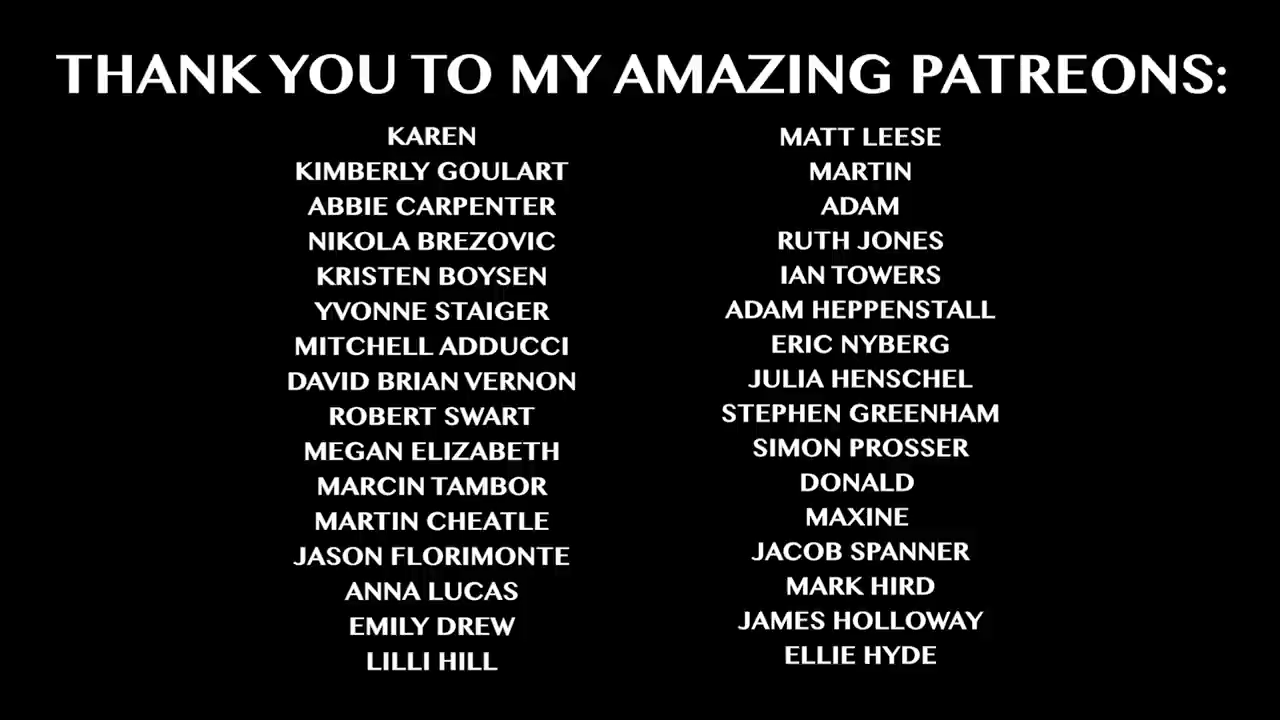 THANK YOU TO MY AMAZING PATREONS:
KAREN
KIMBERLY GOULART
ABBIE CARPENTER
NIKOLA BREZOVIC
KRISTEN BOYSEN
YVONNE STAIGER
MITCHELL ADDUCCI
DAVID BRIAN VERNON
ROBERT SWART
MEGAN ELIZABETH
MARCIN TAMBOR
MARTIN CHEATLE
JASON FLORIMONTE
ANNA LUCAS
EMILY DREW
LILLI HILL
MATT LEESE
MARTIN
ADAM
RUTH JONES
IAN TOWERS
ADAM HEPPENSTALL
ERIC NYBERG
JULIA HENSCHEL
STEPHEN GREENHAM
SIMON PROSSER
DONALD
MAXINE
JACOB SPANNER
MARK HIRD
JAMES HOLLOWAY
ELLIE HYDE